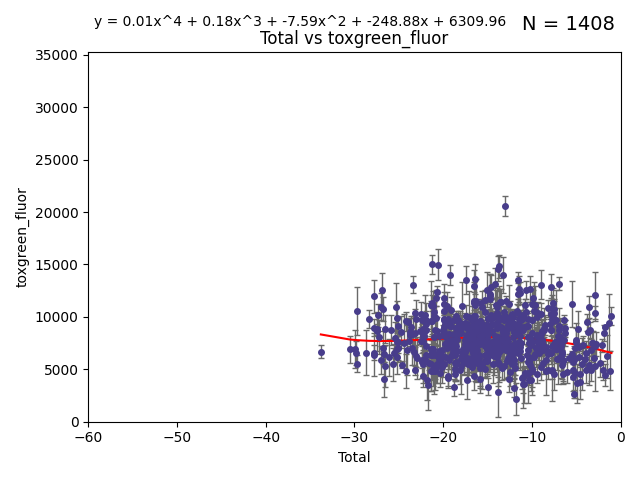 y = 0.01x^4 + 0.18x^3 + -7.59x^2 + -248.88x + 6309.96
N = 1408
Total vs toxgreen_fluor
35000
30000
25000
20000
15000
10000
5000
0
toxgreen_fluor
−60 −50 −40 −30 −20 −10 0
Total